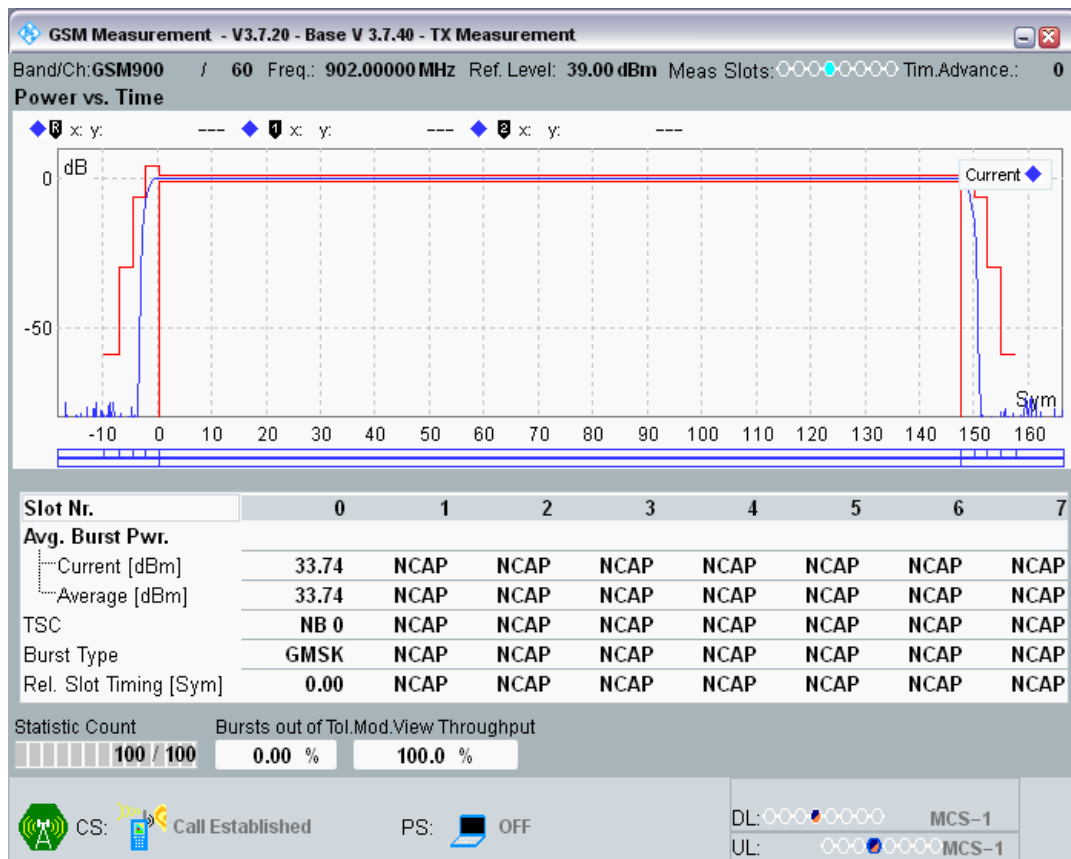 GSM Measurement - V3.7.20 - Base V 3.7.40 - TX Measurement
Band/Ch:GSM900 / 60 Freq.: 902.00000 MHz Ref. Level: 39.00 dBm Meas Slots: Tim.Advance.: 0
Power vs. Time
R x: y: --- 1 x: y: --- 2 x: y: ---
dB
Current
0
-50
Sym
-10 0 10 20 30 40 50 60 70 80 90 100 110 120 130 140 150 160
Slot Nr. 0 1 2 3 4 5 6 7
Avg. Burst Pwr.
Current [dBm] 33.74 NCAP NCAP NCAP NCAP NCAP NCAP NCAP
Average [dBm] 33.74 NCAP NCAP NCAP NCAP NCAP NCAP NCAP
TSC NB 0 NCAP NCAP NCAP NCAP NCAP NCAP NCAP
Burst Type GMSK NCAP NCAP NCAP NCAP NCAP NCAP NCAP
Rel. Slot Timing [Sym] 0.00 NCAP NCAP NCAP NCAP NCAP NCAP NCAP
Statistic Count Bursts out of Tol.Mod.View Throughput
100 / 100 0.00 % 100.0 %
CS: Call Established PS: OFF
DL: MCS-1
UL: MCS-1